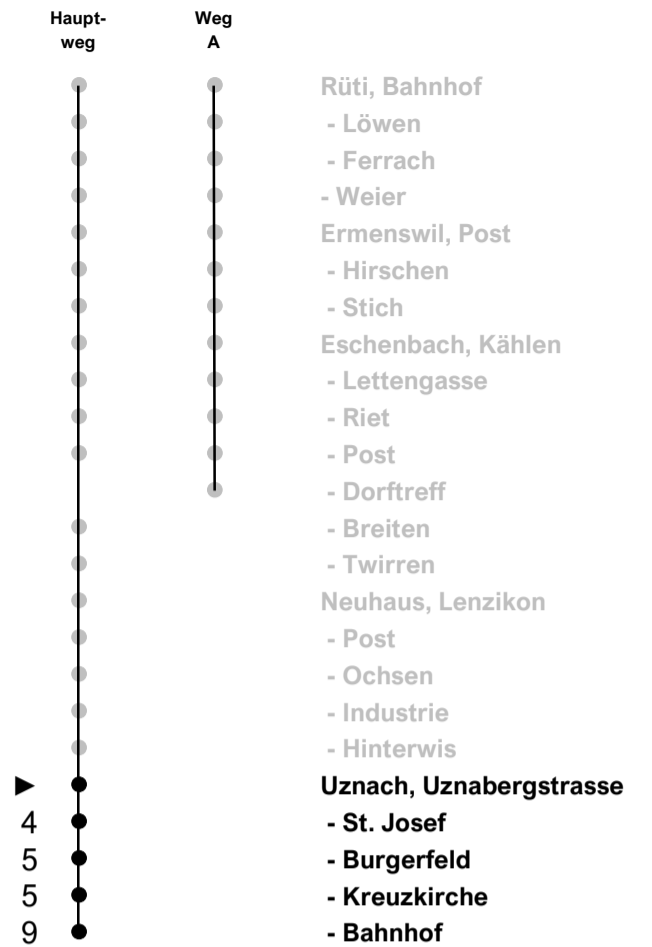 Haupt- Weg
weg A
Rüti, Bahnhof
- Löwen
- Ferrach
- Weier
Ermenswil, Post
- Hirschen
- Stich
Eschenbach, Kählen
- Lettengasse
- Riet
- Post
- Dorftreff
- Breiten
- Twirren
Neuhaus, Lenzikon
- Post
- Ochsen
- Industrie
- Hinterwis
► Uznach, Uznabergstrasse
4 - St. Josef
5 - Burgerfeld
5 - Kreuzkirche
9 - Bahnhof